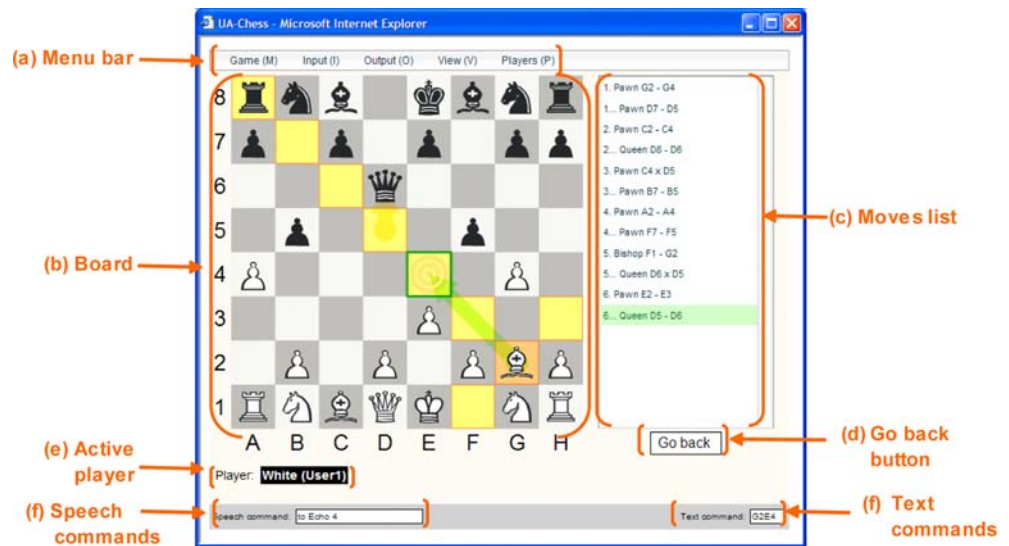 UA-Chess - Microsoft Internet Explorer
(a) Menu bar
Game (M) Input (I) Output (O) View (V) Players (P)
8
7
6
5
4
3
2
1
A B C D E F G H
(b) Board
1. Pawn G2 - G4
1... Pawn D7 - D5
2. Pawn C2 - C4
2... Queen D8 - D6
3. Pawn C4 x D5
3... Pawn B7 - B5
4. Pawn A2 - A4
4... Pawn F7 - F5
5. Bishop F1 - G2
5... Queen D6 x D5
6. Pawn E2 - E3
6... Queen D5 - D6
(c) Moves list
Go back
(d) Go back
button
(e) Active
player
Player: White (User1)
(f) Speech
commands
Speech command: to Echo 4
Text command: G2E4
(f) Text
commands